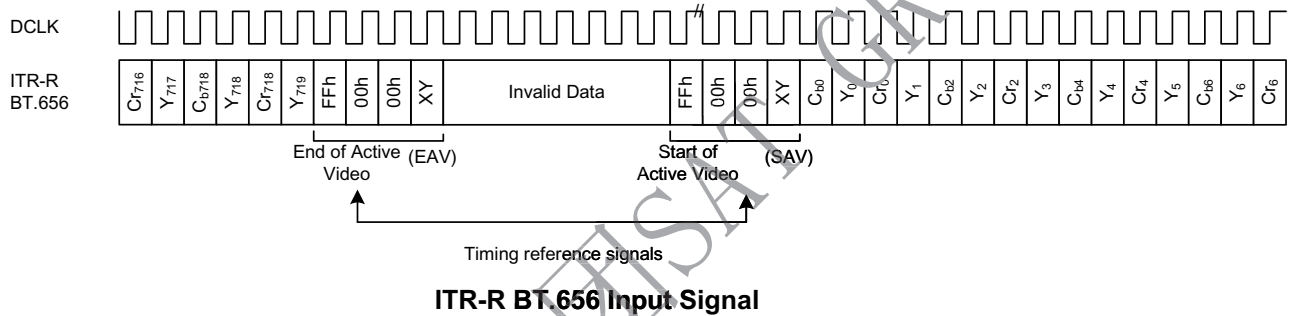 DCLK
//
ITR-R
BT.656
Cr716 Y717 Cb718 Y718 Cr718 Y719 FFh 00h 00h XY Invalid Data FFh 00h 00h XY Cb0 Y0 Cr0 Y1 Cb2 Y2 Cr2 Y3 Cb4 Y4 Cr4 Y5 Cb6 Y6 Cr6
End of Active (EAV)
Video
Start of (SAV)
Active Video
Timing reference signals
ITR-R BT.656 Input Signal